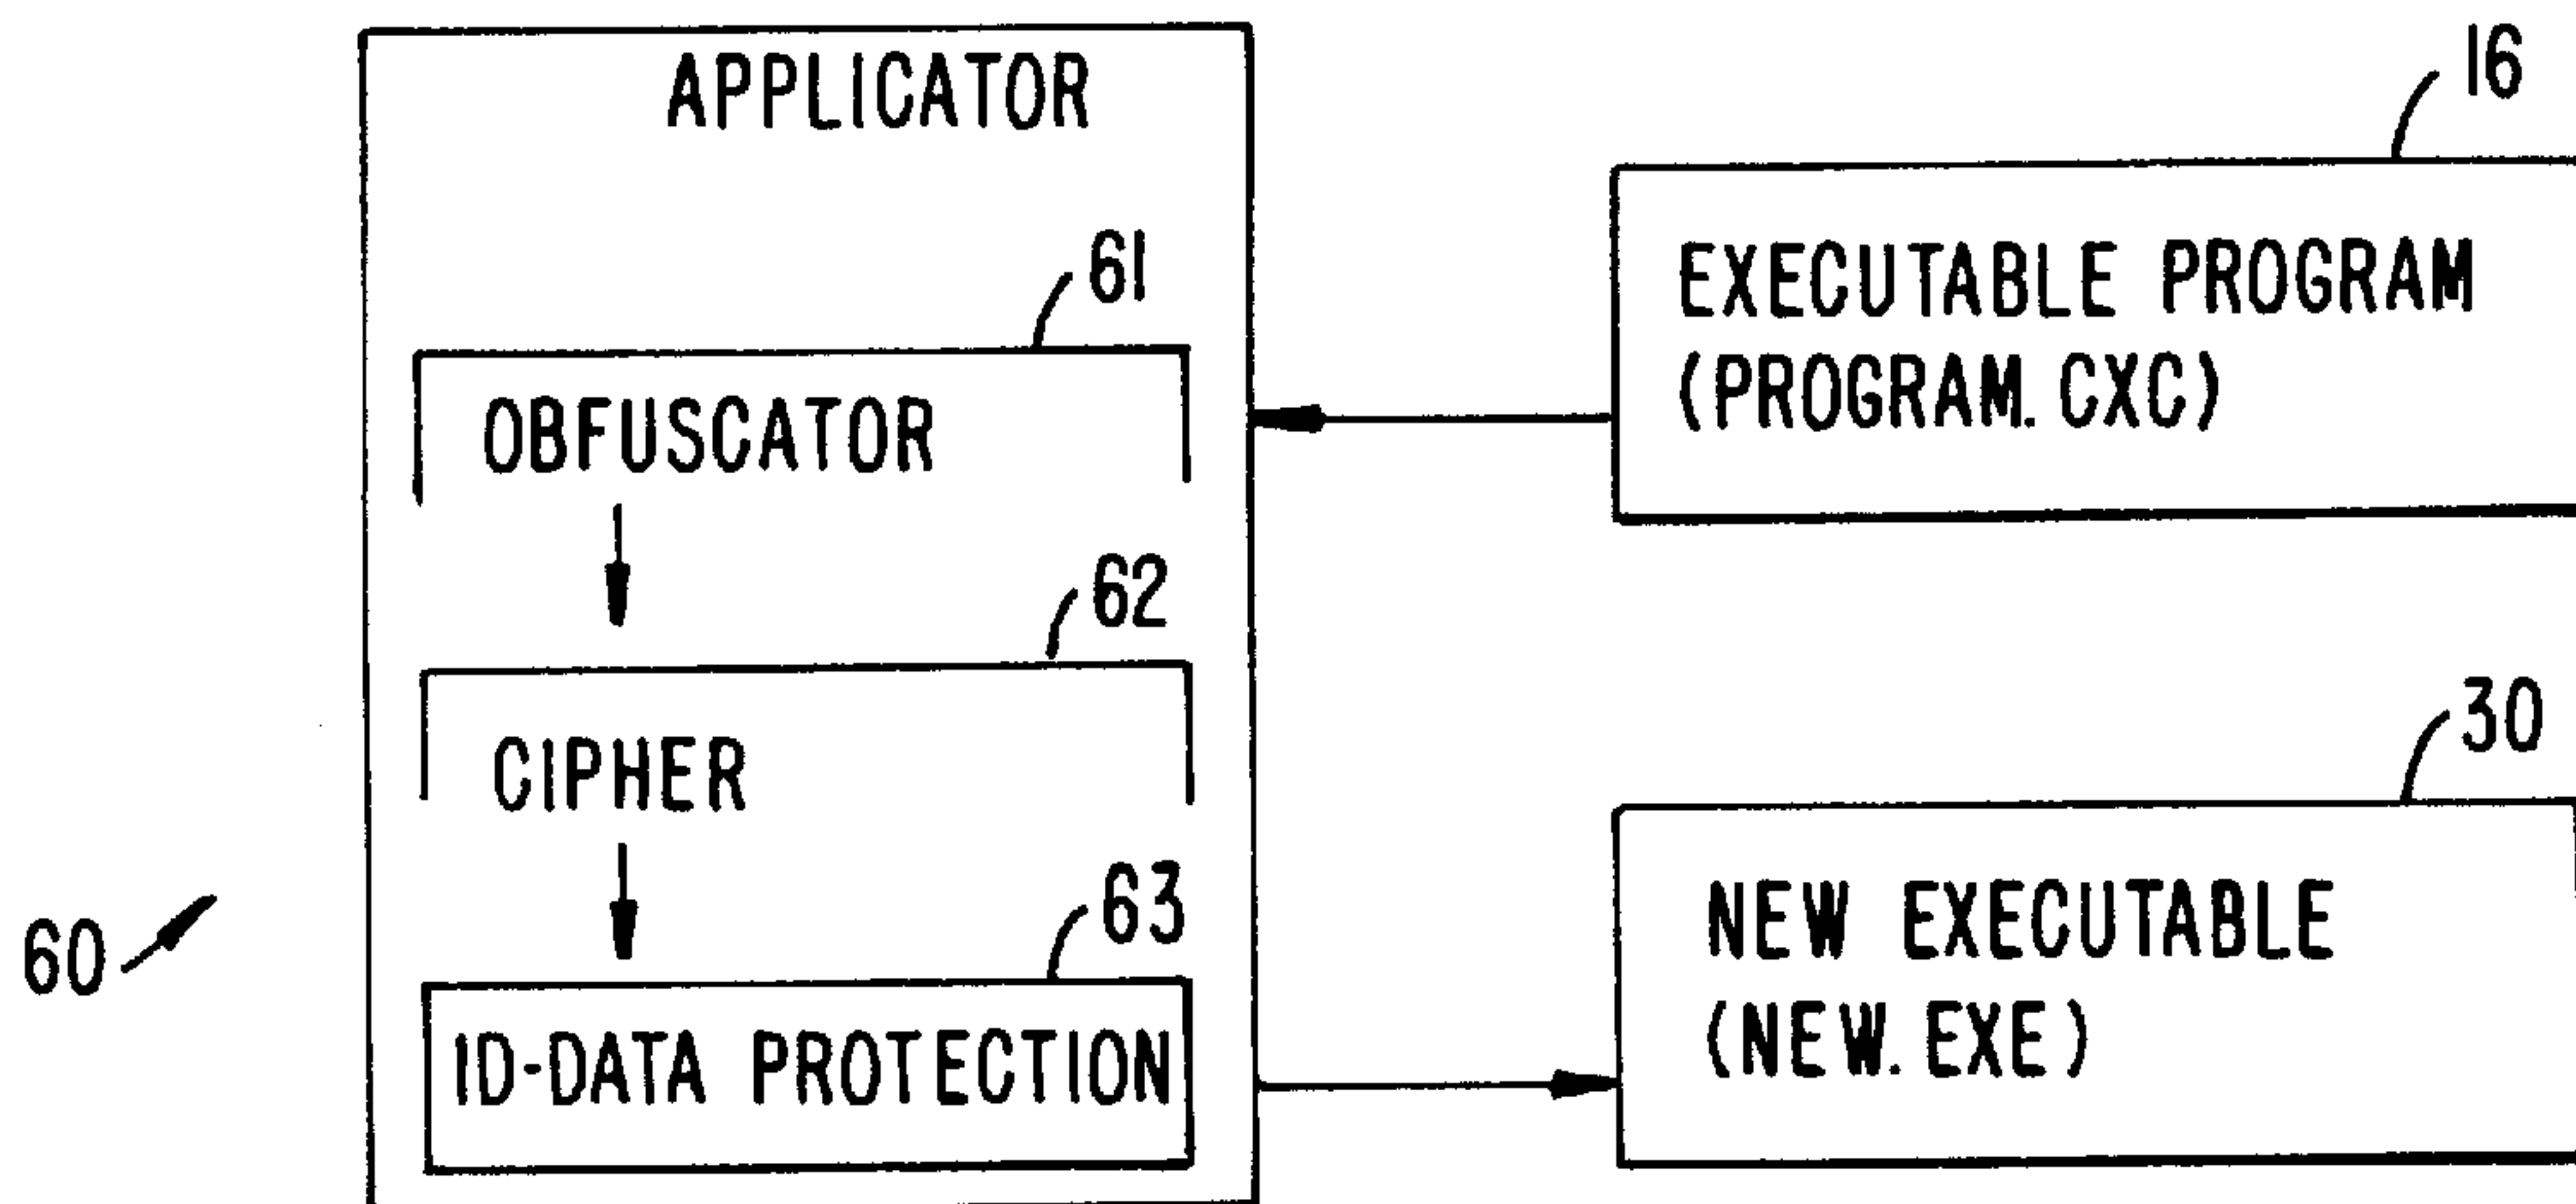 APPLICATOR
16
EXECUTABLE PROGRAM
(PROGRAM.CXC)
61
OBFUSCATOR
62
CIPHER
30
NEW EXECUTABLE
(NEW.EXE)
63
ID-DATA PROTECTION
60